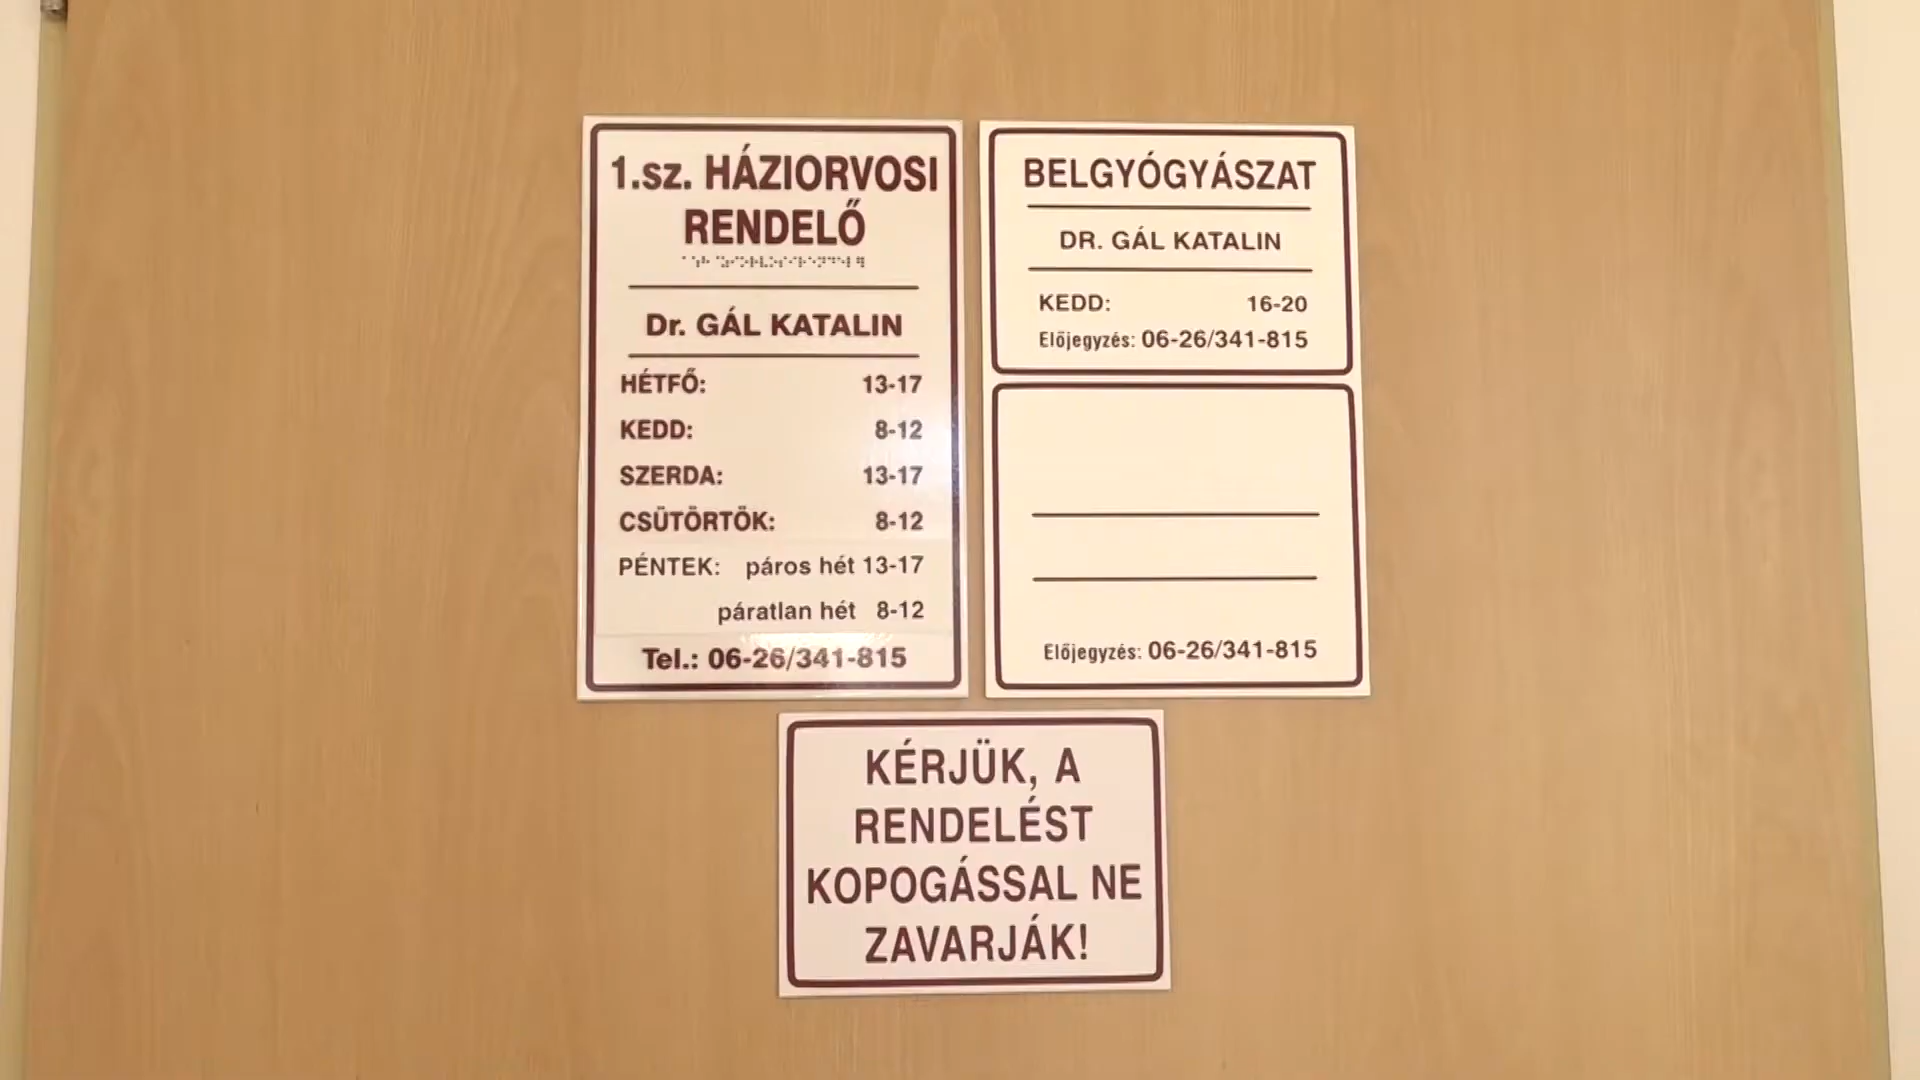 1.sz. HÁZIORVOSI
RENDELŐ
Dr. GÁL KATALIN
HÉTFŐ: 13-17
KEDD: 8-12
SZERDA: 13-17
CSÜTÖRTÖK: 8-12
PÉNTEK: páros hét 13-17
páratlan hét 8-12
Tel.: 06-26/341-815
BELGYÓGYÁSZAT
DR. GÁL KATALIN
KEDD: 16-20
Előjegyzés: 06-26/341-815
Előjegyzés: 06-26/341-815
KÉRJÜK, A
RENDELÉST
KOPOGÁSSAL NE
ZAVARJÁK!